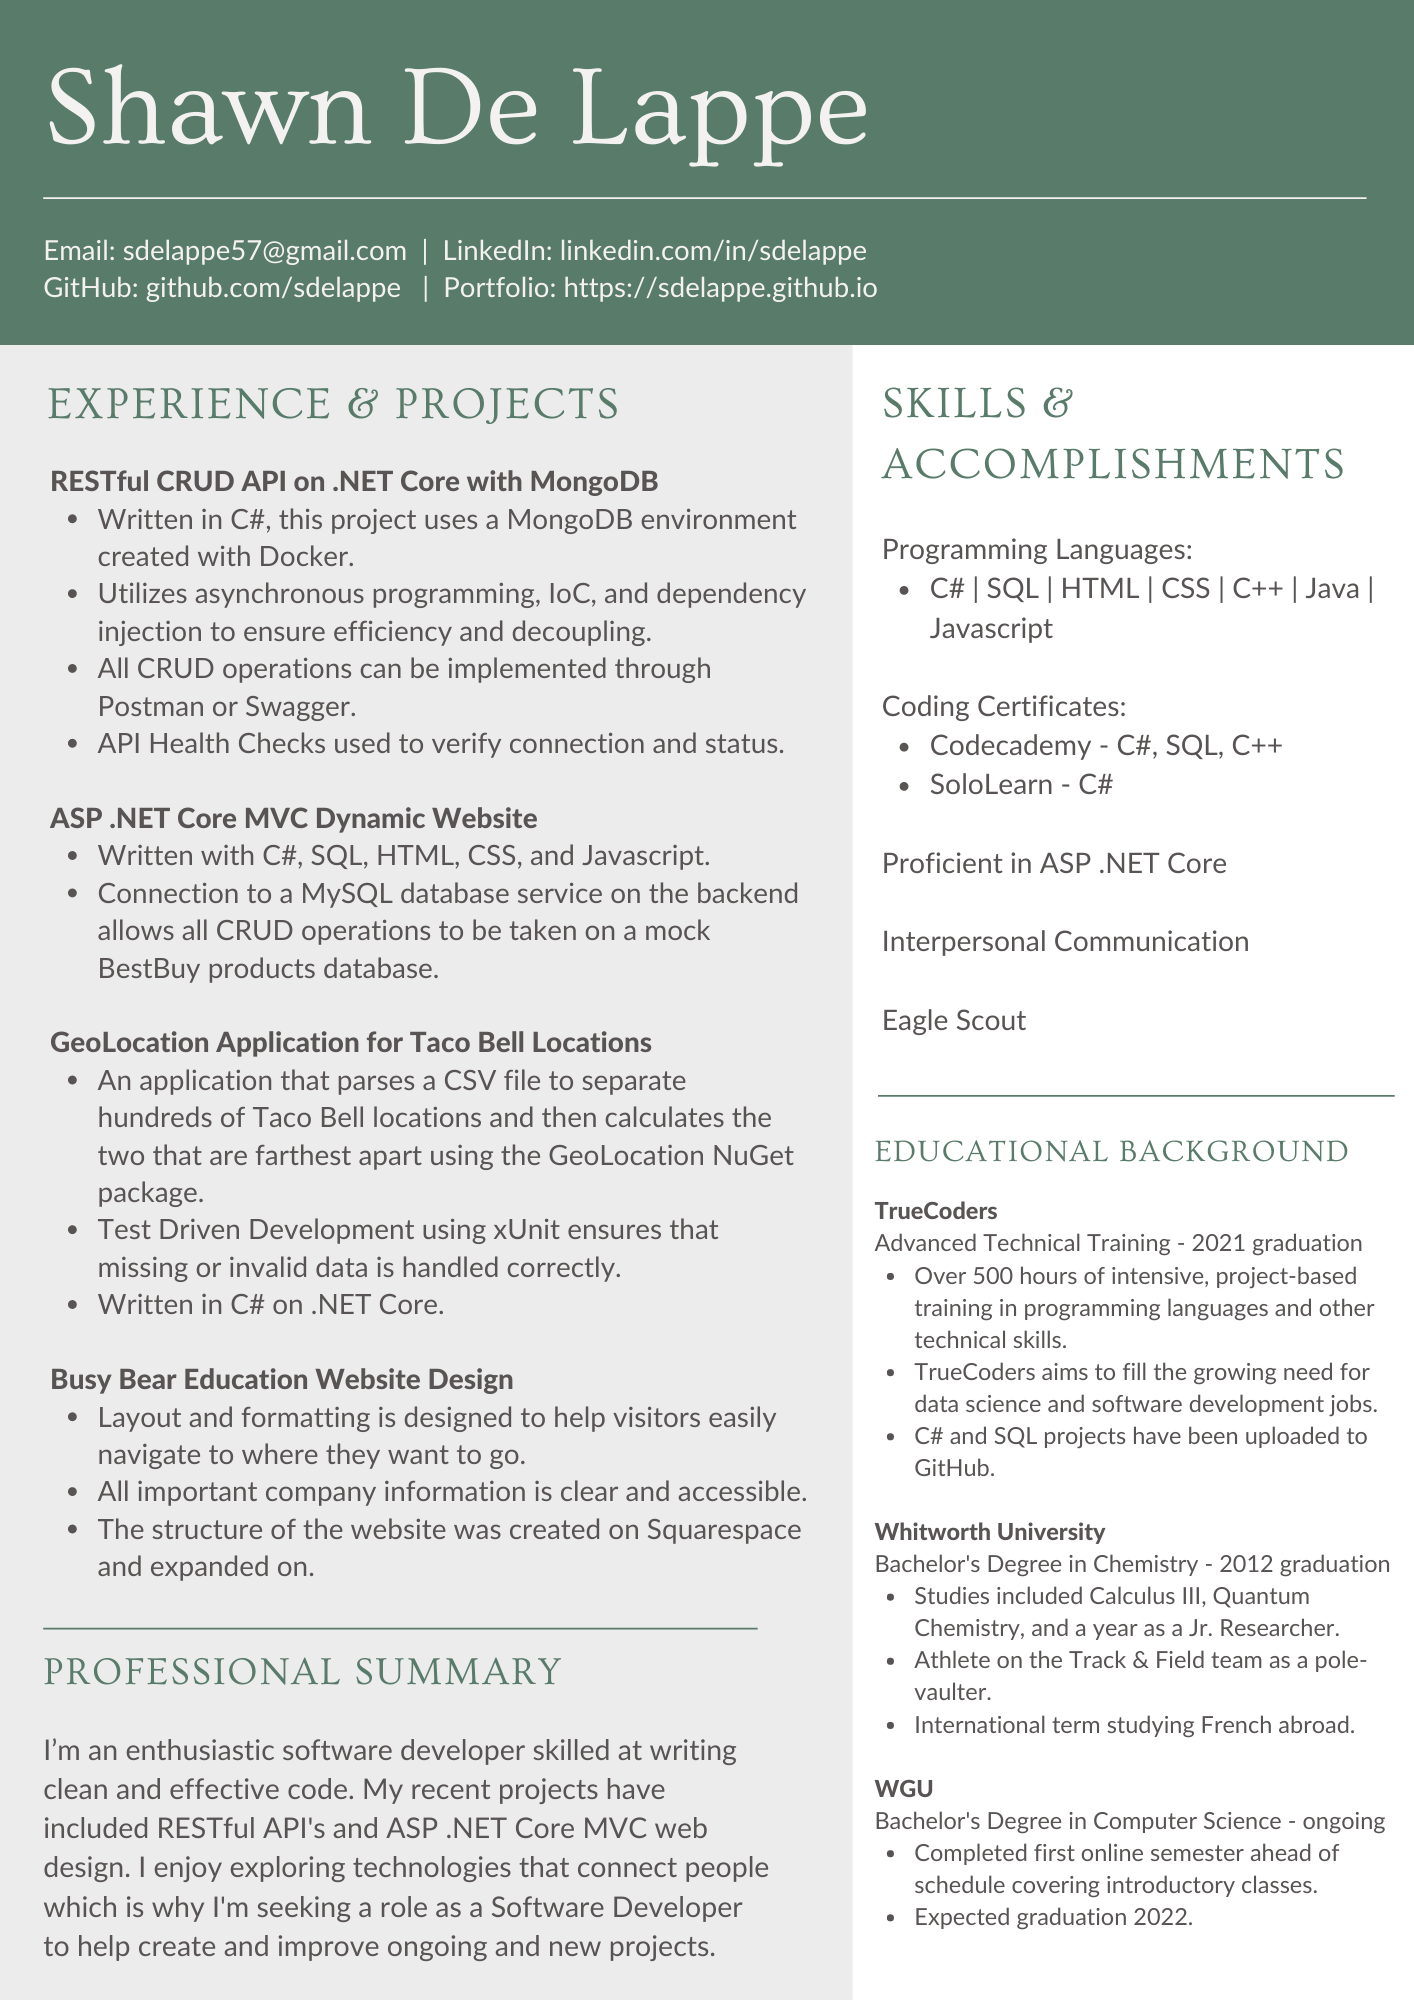 Shawn De Lappe
Email: sdelappe57@gmail.com | LinkedIn: linkedin.com/in/sdelappe
GitHub: github.com/sdelappe | Portfolio: https://sdelappe.github.io
EXPERIENCE & PROJECTS
RESTful CRUD API on .NET Core with MongoDB
• Written in C#, this project uses a MongoDB environment
created with Docker.
• Utilizes asynchronous programming, IoC, and dependency
injection to ensure efficiency and decoupling.
• All CRUD operations can be implemented through
Postman or Swagger.
• API Health Checks used to verify connection and status.
ASP .NET Core MVC Dynamic Website
• Written with C#, SQL, HTML, CSS, and Javascript.
• Connection to a MySQL database service on the backend
allows all CRUD operations to be taken on a mock
BestBuy products database.
GeoLocation Application for Taco Bell Locations
• An application that parses a CSV file to separate
hundreds of Taco Bell locations and then calculates the
two that are farthest apart using the GeoLocation NuGet
package.
• Test Driven Development using xUnit ensures that
missing or invalid data is handled correctly.
• Written in C# on .NET Core.
Busy Bear Education Website Design
• Layout and formatting is designed to help visitors easily
navigate to where they want to go.
• All important company information is clear and accessible.
• The structure of the website was created on Squarespace
and expanded on.
PROFESSIONAL SUMMARY
I’m an enthusiastic software developer skilled at writing
clean and effective code. My recent projects have
included RESTful API's and ASP .NET Core MVC web
design. I enjoy exploring technologies that connect people
which is why I'm seeking a role as a Software Developer
to help create and improve ongoing and new projects.
SKILLS &
ACCOMPLISHMENTS
Programming Languages:
• C# | SQL | HTML | CSS | C++ | Java |
Javascript
Coding Certificates:
• Codecademy - C#, SQL, C++
• SoloLearn - C#
Proficient in ASP .NET Core
Interpersonal Communication
Eagle Scout
EDUCATIONAL BACKGROUND
TrueCoders
Advanced Technical Training - 2021 graduation
• Over 500 hours of intensive, project-based
training in programming languages and other
technical skills.
• TrueCoders aims to fill the growing need for
data science and software development jobs.
• C# and SQL projects have been uploaded to
GitHub.
Whitworth University
Bachelor's Degree in Chemistry - 2012 graduation
• Studies included Calculus III, Quantum
Chemistry, and a year as a Jr. Researcher.
• Athlete on the Track & Field team as a pole-
vaulter.
• International term studying French abroad.
WGU
Bachelor's Degree in Computer Science - ongoing
• Completed first online semester ahead of
schedule covering introductory classes.
• Expected graduation 2022.